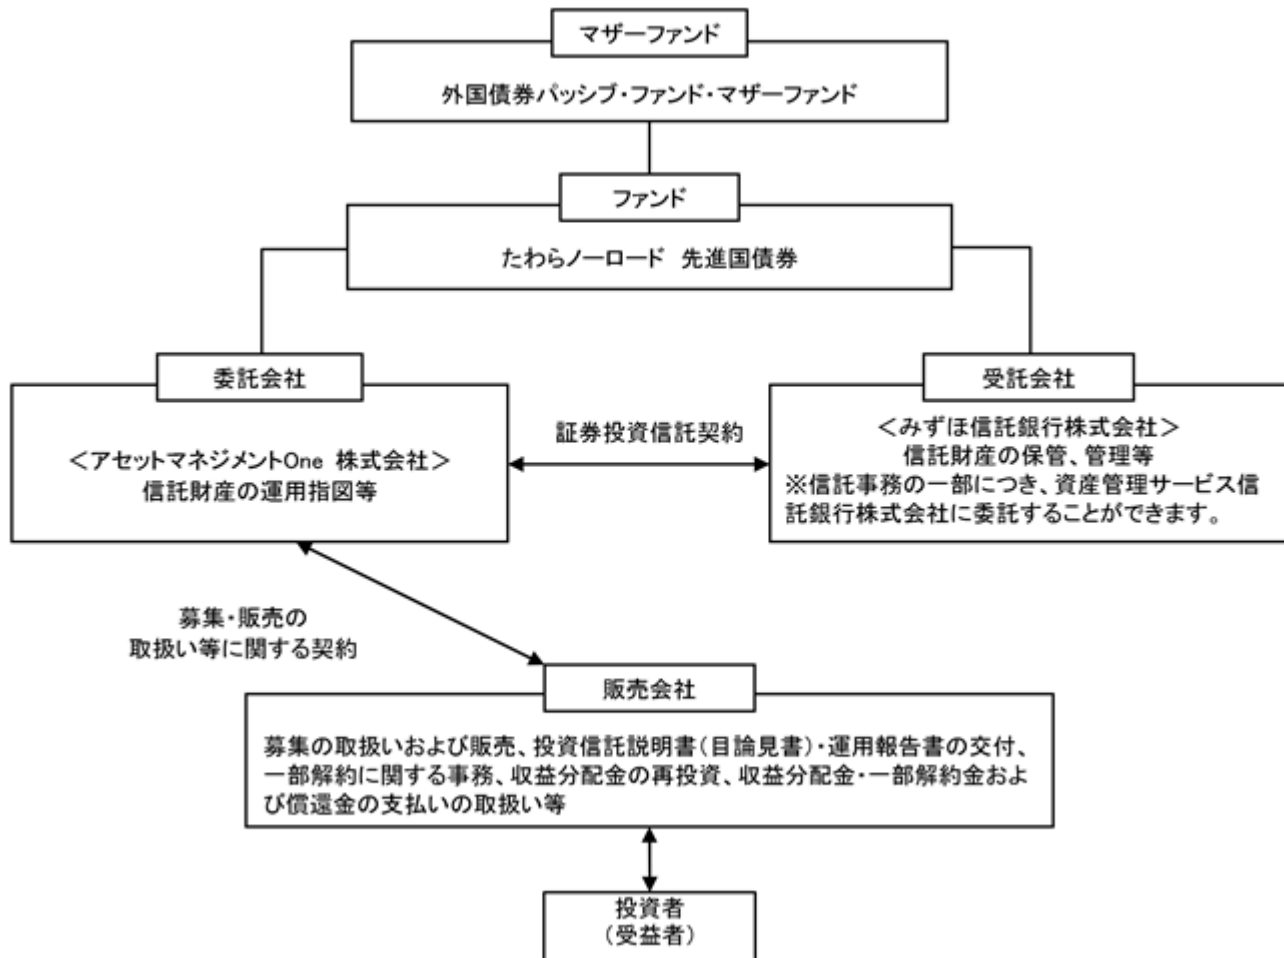 マザーファンド
外国債券パッシブ・ファンド・マザーファンド
ファンド
たわらノーロード 先進国債券
委託会社
＜アセットマネジメントOne 株式会社＞
信託財産の運用指図等
証券投資信託契約
受託会社
＜みずほ信託銀行株式会社＞
信託財産の保管、管理等
※信託事務の一部につき、資産管理サービス信
託銀行株式会社に委託することができます。
募集・販売の
取扱い等に関する契約
販売会社
募集の取扱いおよび販売、投資信託説明書（目論見書）・運用報告書の交付、
一部解約に関する事務、収益分配金の再投資、収益分配金・一部解約金およ
び償還金の支払いの取扱い等
投資者
（受益者）